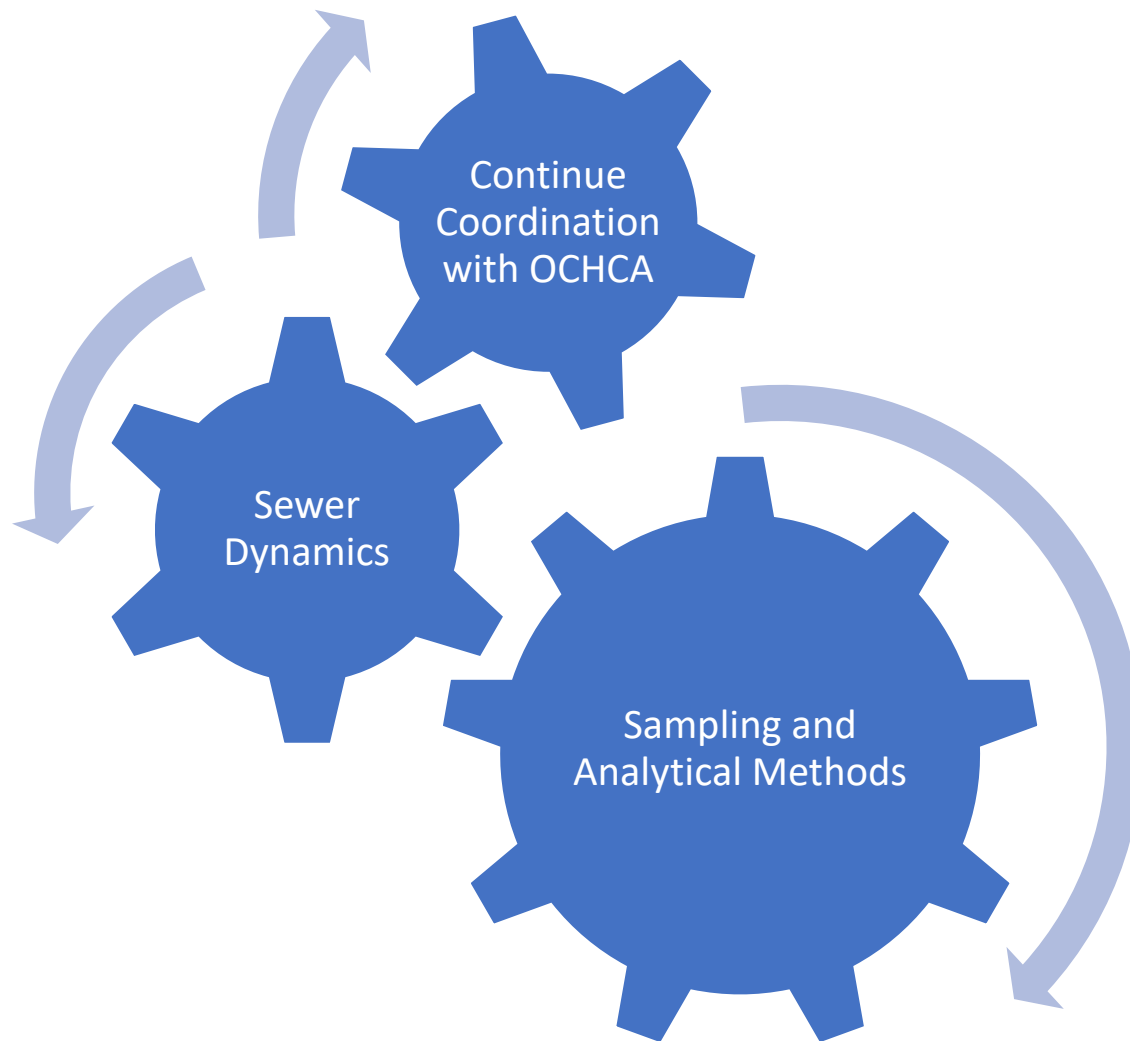 Continue
Coordination
with OCHCA
Sewer
Dynamics
Sampling and
Analytical Methods